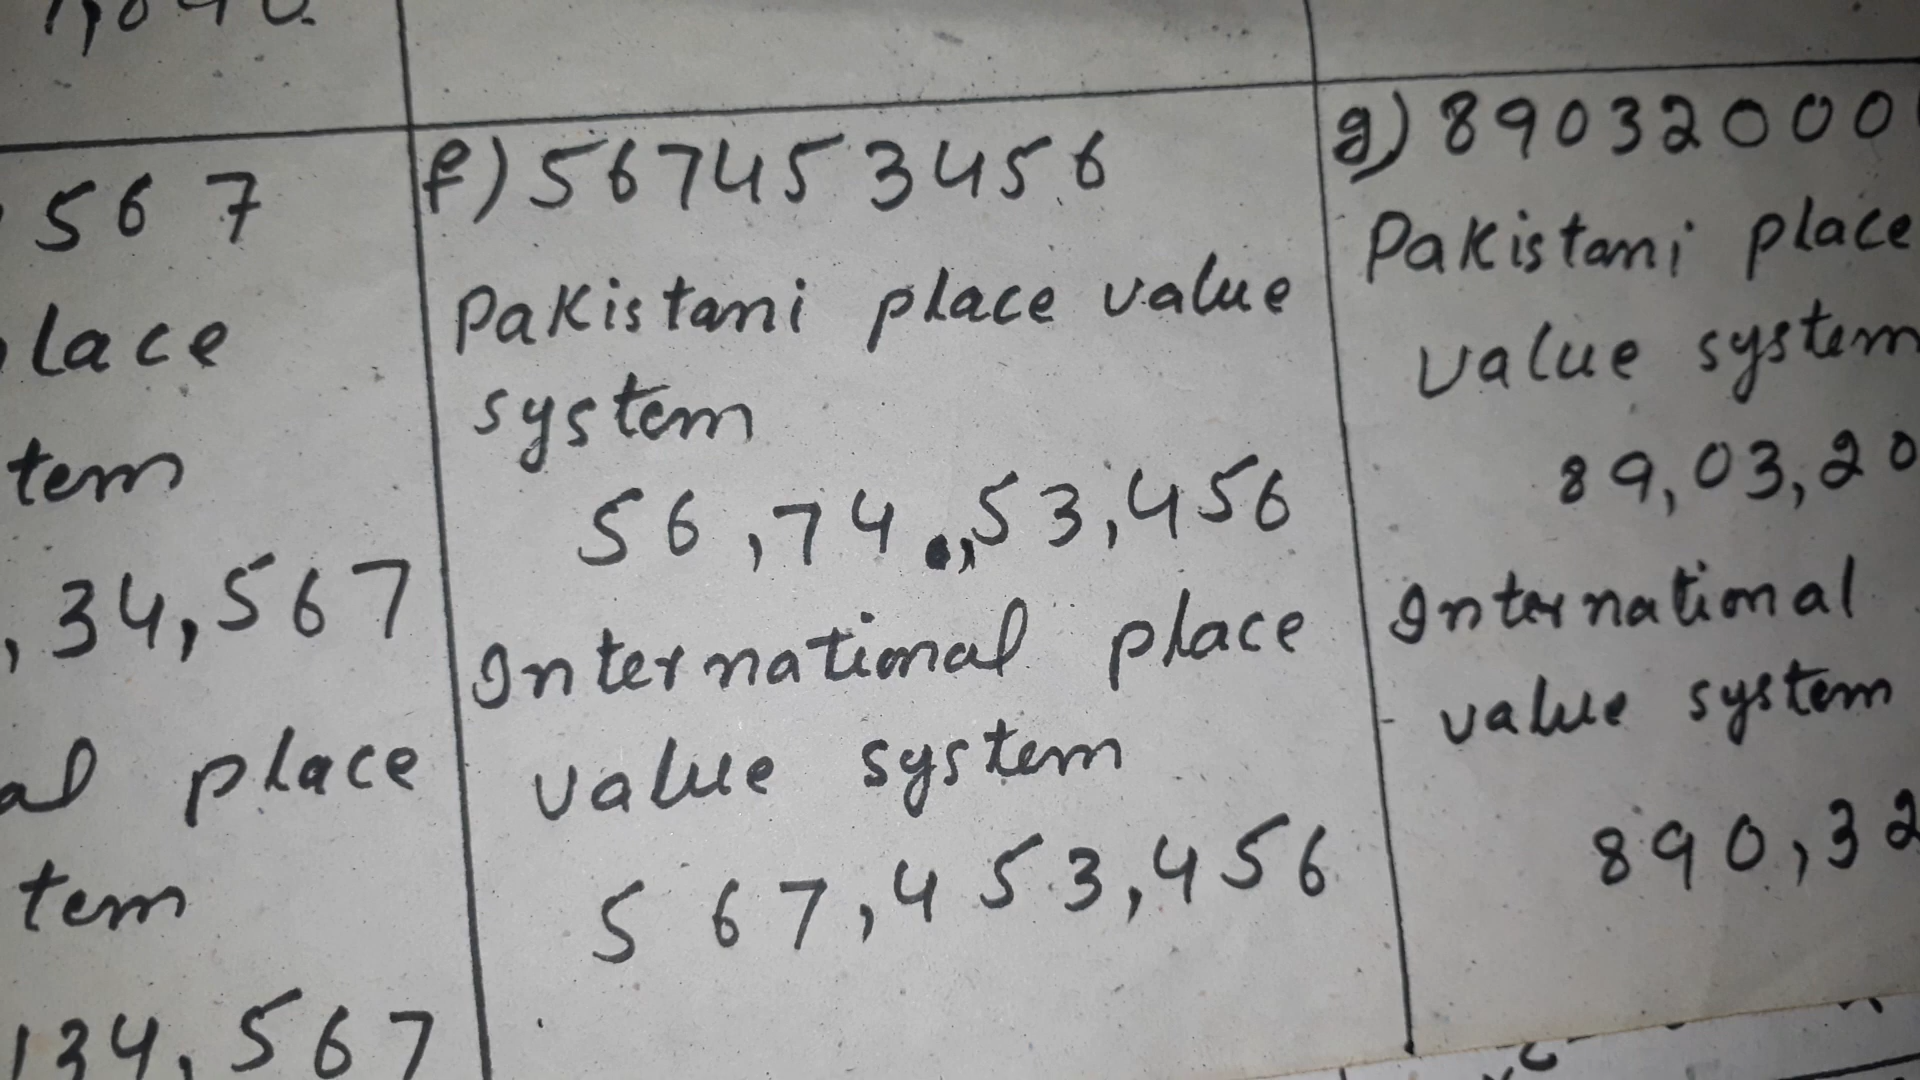 567
lace
tem
,34,567
al place
tem
134,567
f) 567453456
Pakistani place value
system
56,74,53,456
International place
value system
567,453,456
g) 89032000
Pakistani place
value system
89,03,20
International
value system
890,32